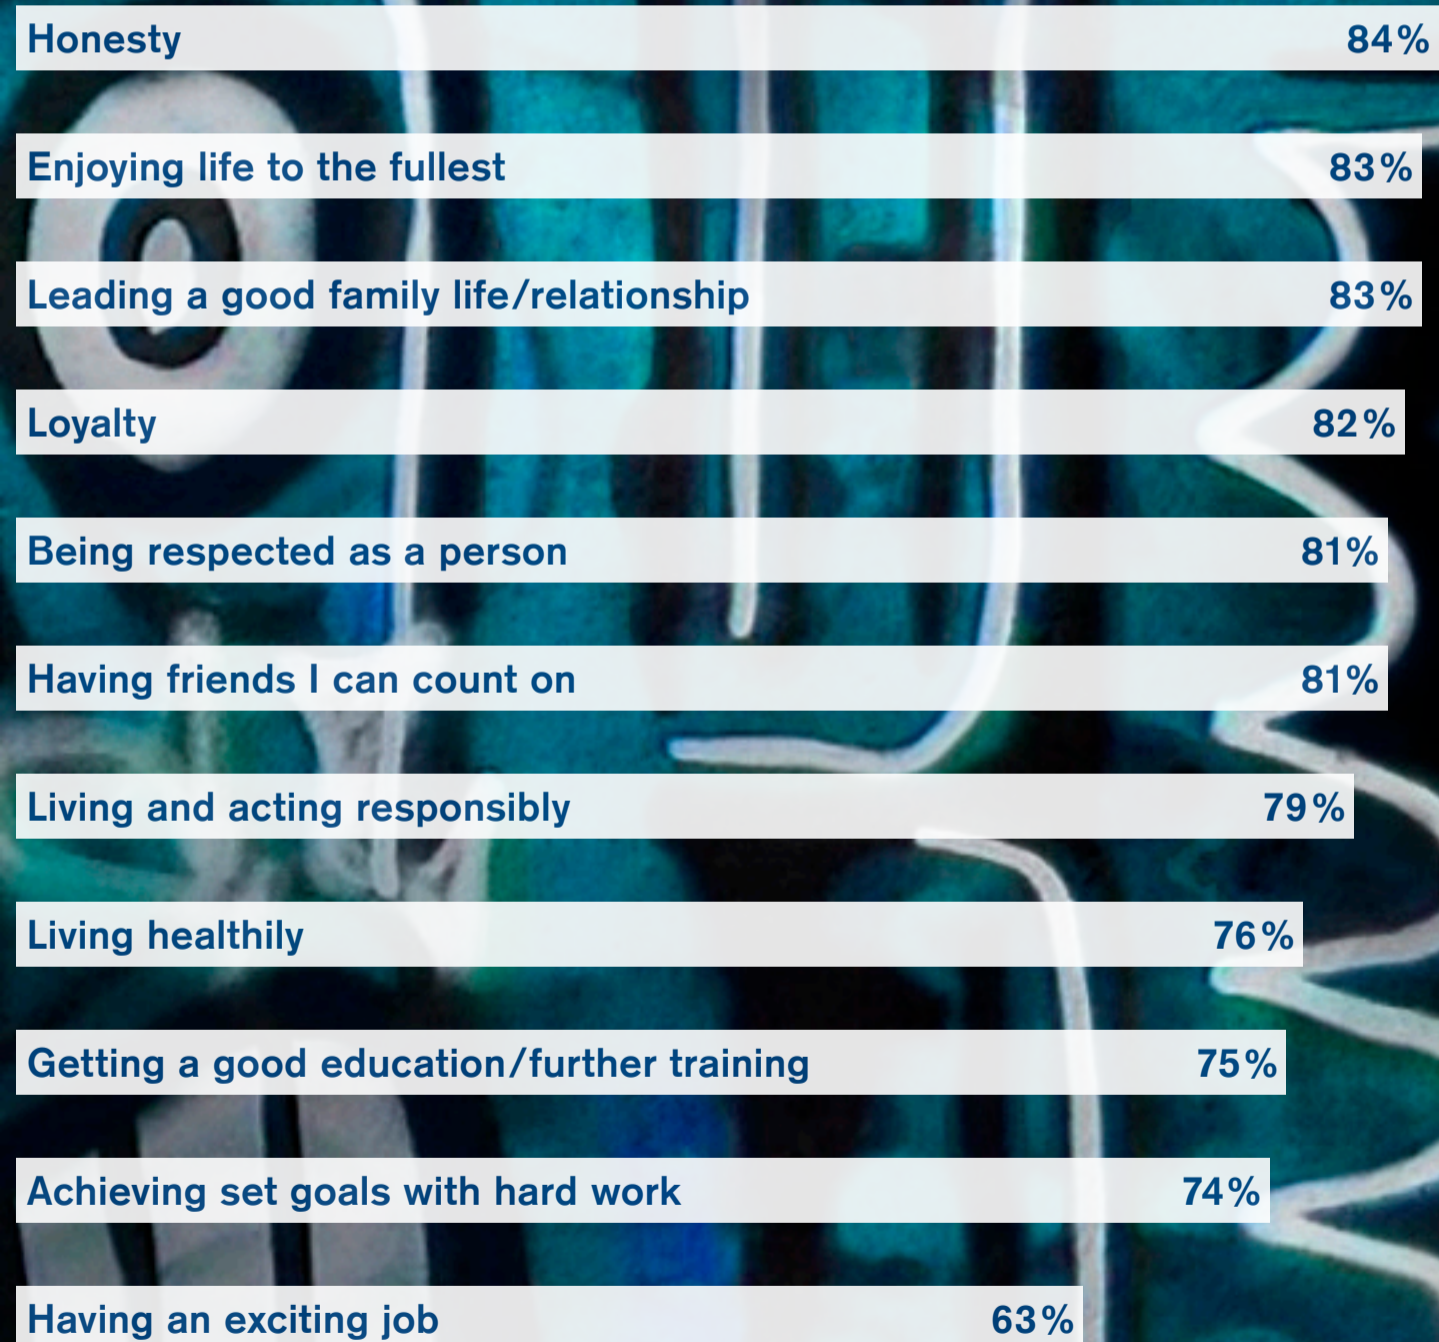 Honesty 84%
Enjoying life to the fullest 83%
Leading a good family life/relationship 83%
Loyalty 82%
Being respected as a person 81%
Having friends I can count on 81%
Living and acting responsibly 79%
Living healthily 76%
Getting a good education/further training 75%
Achieving set goals with hard work 74%
Having an exciting job 63%